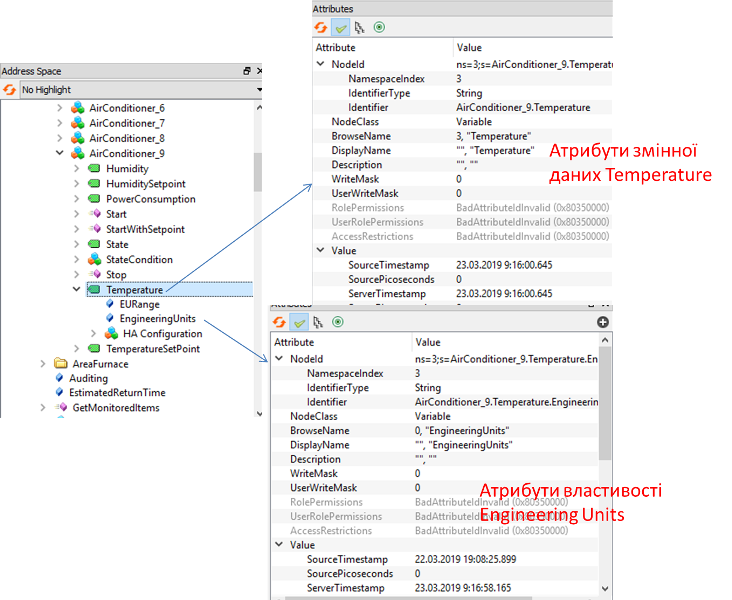 Attributes
Attribute Value
NodeId ns=3;s=AirConditioner_9.Temperatu
NamespaceIndex 3
IdentifierType String
Identifier AirConditioner_9.Temperature
NodeClass Variable
BrowseName 3, "Temperature"
DisplayName "", "Temperature"
Description "", ""
WriteMask 0
UserWriteMask 0
RolePermissions BadAttributeIdInvalid (0x80350000)
UserRolePermissions BadAttributeIdInvalid (0x80350000)
AccessRestrictions BadAttributeIdInvalid (0x80350000)
Value
SourceTimestamp 23.03.2019 9:16:00.645
SourcePicoseconds 0
ServerTimestamp 23.03.2019 9:16:00.645
Атрибути змінної
даних Temperature
Address Space
No Highlight
AirConditioner_6
AirConditioner_7
AirConditioner_8
AirConditioner_9
Humidity
HumiditySetpoint
PowerConsumption
Start
StartWithSetpoint
State
StateCondition
Stop
Temperature
EURange
EngineeringUnits
HA Configuration
TemperatureSetPoint
AreaFurnace
Auditing
EstimatedReturnTime
GetMonitoredItems
Attributes
Attribute Value
NodeId ns=3;s=AirConditioner_9.Temperature.En
NamespaceIndex 3
IdentifierType String
Identifier AirConditioner_9.Temperature.Engineerin
NodeClass Variable
BrowseName 0, "EngineeringUnits"
DisplayName "", "EngineeringUnits"
Description "", ""
WriteMask 0
UserWriteMask 0
RolePermissions BadAttributeIdInvalid (0x80350000)
UserRolePermissions BadAttributeIdInvalid (0x80350000)
AccessRestrictions BadAttributeIdInvalid (0x80350000)
Value
SourceTimestamp 22.03.2019 19:08:25.899
SourcePicoseconds 0
ServerTimestamp 23.03.2019 9:16:58.165
Атрибути властивості
Engineering Units